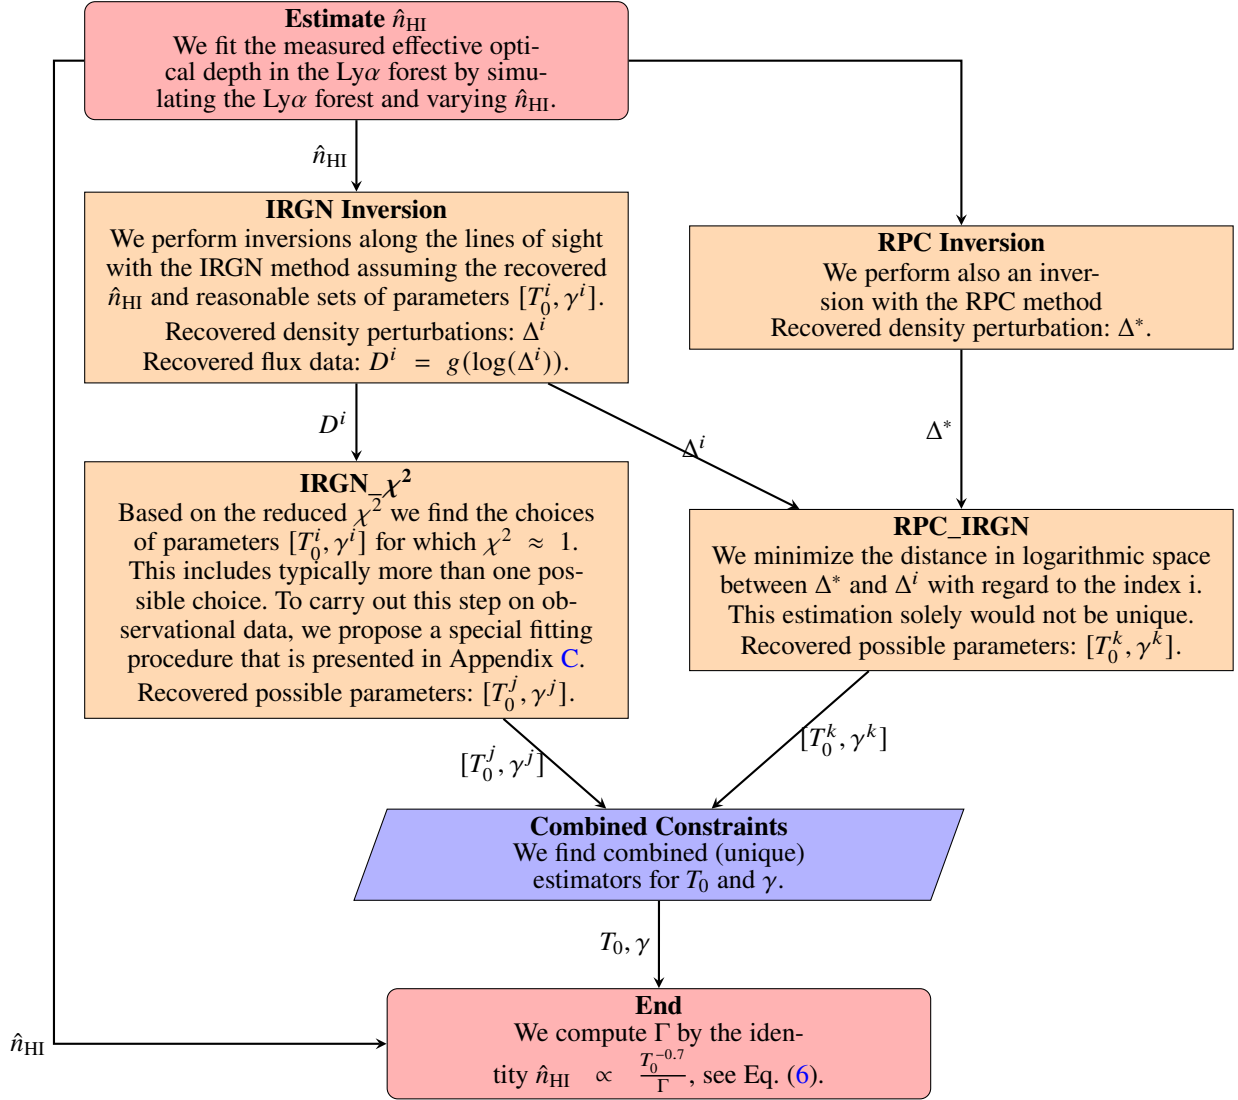 Estimate n̂HI
We fit the measured effective opti-
cal depth in the Lyα forest by simu-
lating the Lyα forest and varying n̂HI.
n̂HI
IRGN Inversion
We perform inversions along the lines of sight
with the IRGN method assuming the recovered
n̂HI and reasonable sets of parameters [T₀ⁱ, γⁱ].
Recovered density perturbations: Δⁱ
Recovered flux data: Dⁱ = g(log(Δⁱ)).
RPC Inversion
We perform also an inver-
sion with the RPC method
Recovered density perturbation: Δ*.
Dⁱ
Δⁱ
Δ*
IRGN_χ²
Based on the reduced χ² we find the choices
of parameters [T₀ⁱ, γⁱ] for which χ² ≈ 1.
This includes typically more than one pos-
sible choice. To carry out this step on ob-
servational data, we propose a special fitting
procedure that is presented in Appendix C.
Recovered possible parameters: [T₀ʲ, γʲ].
RPC_IRGN
We minimize the distance in logarithmic space
between Δ* and Δⁱ with regard to the index i.
This estimation solely would not be unique.
Recovered possible parameters: [T₀ᵏ, γᵏ].
[T₀ʲ, γʲ]
[T₀ᵏ, γᵏ]
Combined Constraints
We find combined (unique)
estimators for T₀ and γ.
T₀, γ
n̂HI
End
We compute Γ by the iden-
tity n̂HI ∝ T₀^−0.7/Γ, see Eq. (6).